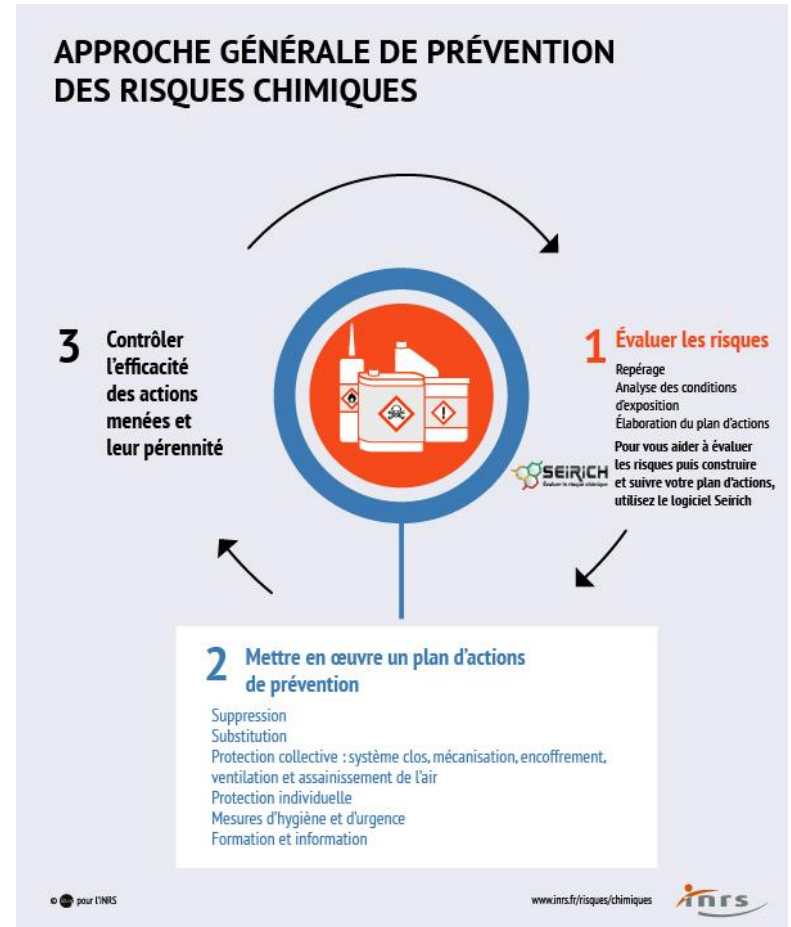 APPROCHE GÉNÉRALE DE PRÉVENTION
DES RISQUES CHIMIQUES
1 Évaluer les risques
Repérage
Analyse des conditions
d'exposition
Élaboration du plan d'actions
Pour vous aider à évaluer
les risques puis construire
et suivre votre plan d'actions,
utilisez le logiciel Seirich
SEIRICH
Évaluer le risque chimique
2 Mettre en œuvre un plan d'actions
de prévention
Suppression
Substitution
Protection collective : système clos, mécanisation, encoffrement,
ventilation et assainissement de l'air
Protection individuelle
Mesures d'hygiène et d'urgence
Formation et information
3 Contrôler
l'efficacité
des actions
menées et
leur pérennité
© pour l'INRS
www.inrs.fr/risques/chimiques
inrs